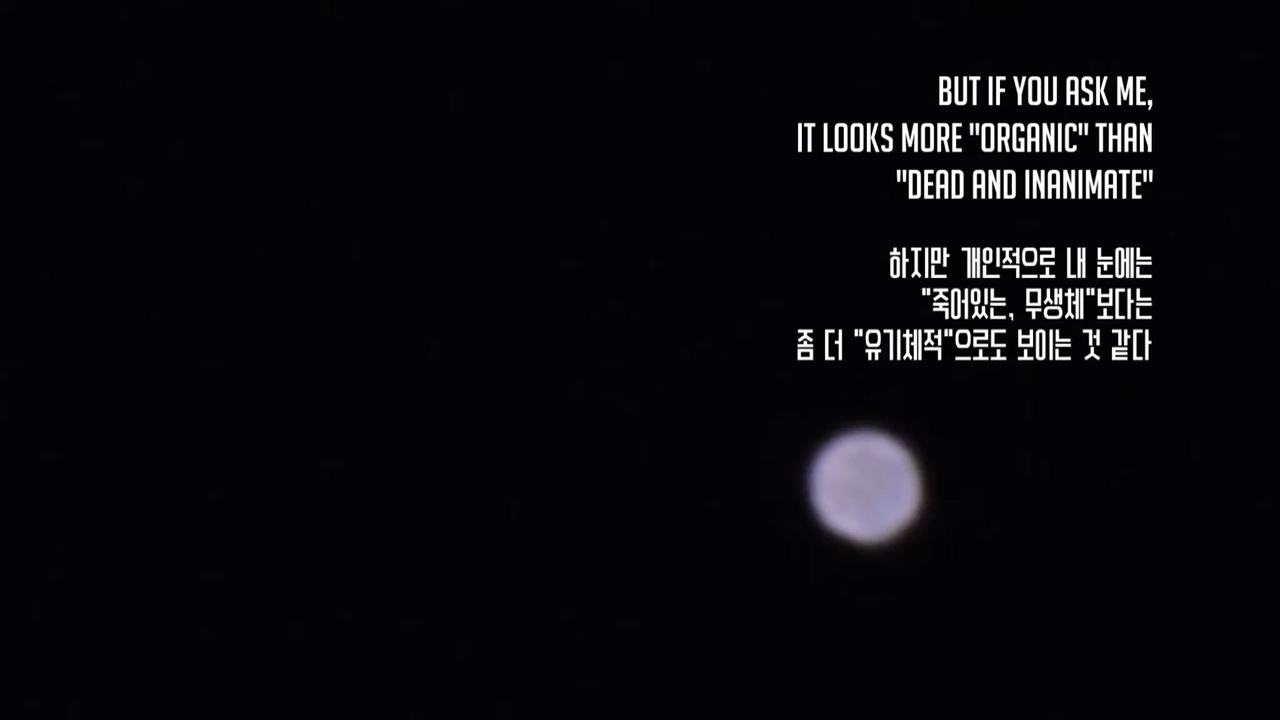 BUT IF YOU ASK ME,
IT LOOKS MORE "ORGANIC" THAN
"DEAD AND INANIMATE"
하지만 개인적으로 내 눈에는
"죽어있는, 무생체"보다는
좀 더 "유기체적"으로도 보이는 것 같다